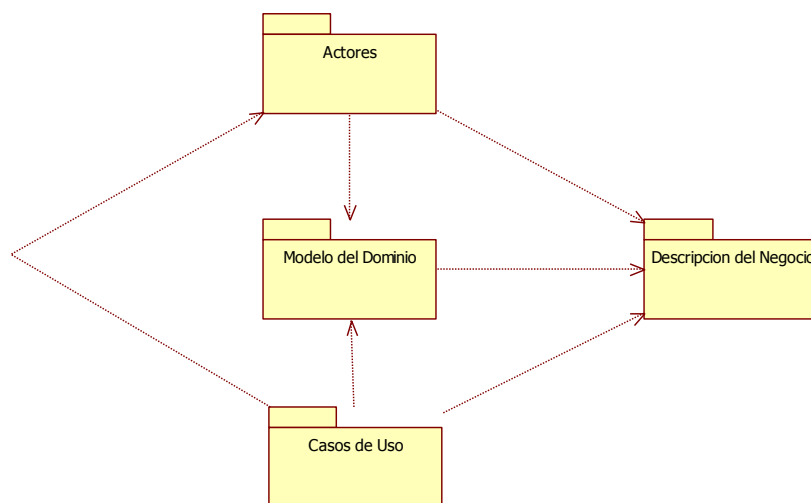 Actores
Modelo del Dominio
Descripcion del Negocio
Casos de Uso